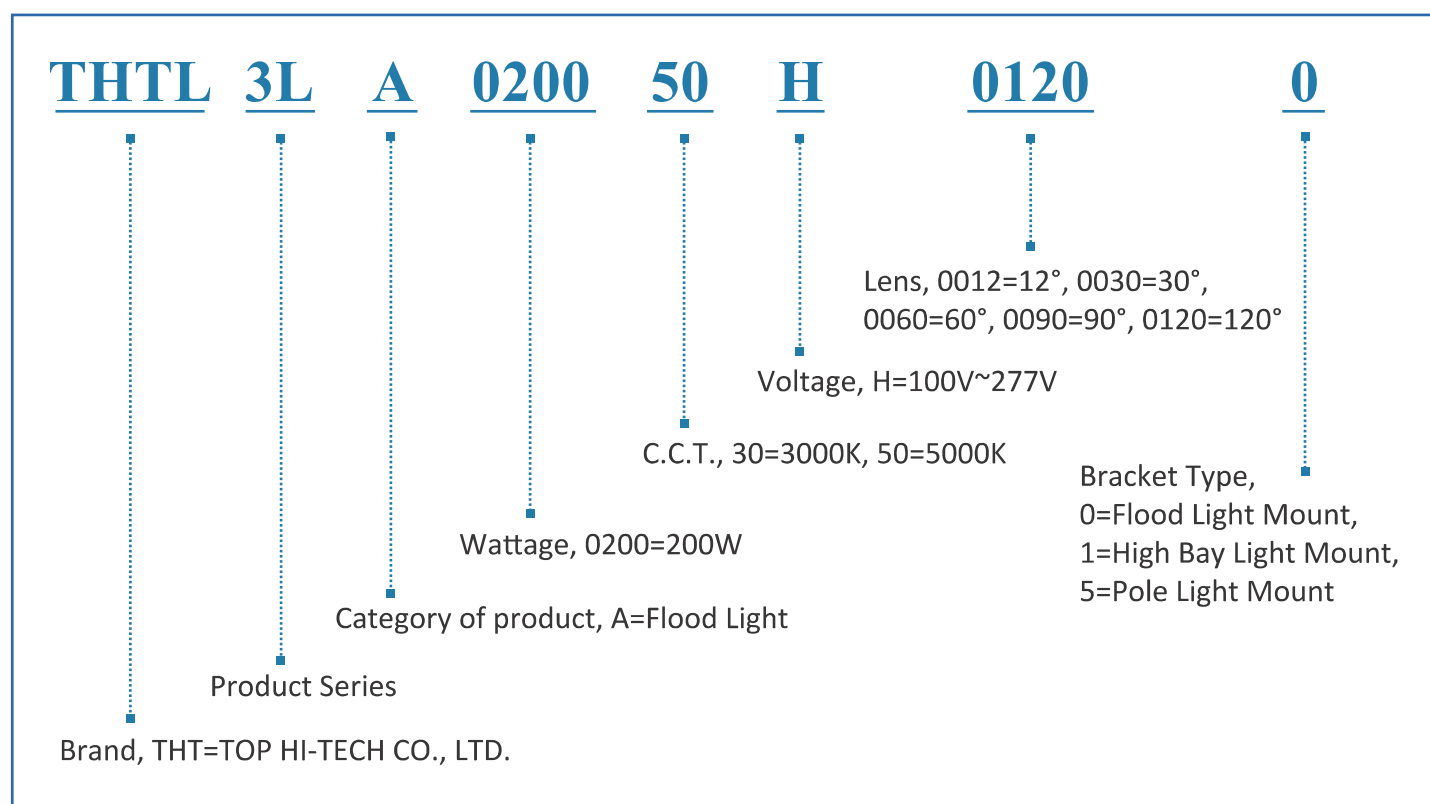 THTL 3L A 0200 50 H 0120 0
Lens, 0012=12°, 0030=30°,
0060=60°, 0090=90°, 0120=120°
Voltage, H=100V~277V
C.C.T., 30=3000K, 50=5000K
Bracket Type,
0=Flood Light Mount,
1=High Bay Light Mount,
5=Pole Light Mount
Wattage, 0200=200W
Category of product, A=Flood Light
Product Series
Brand, THT=TOP HI-TECH CO., LTD.